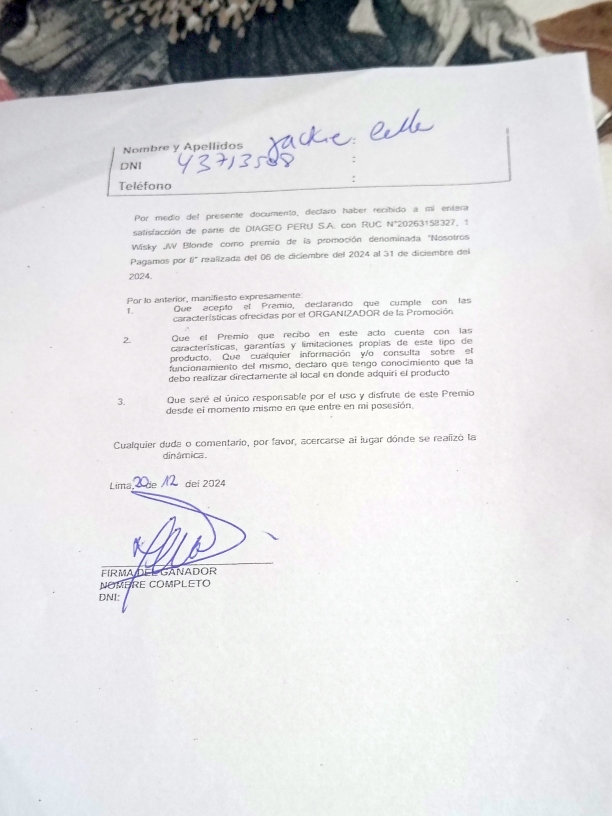 Nombre y Apellidos Jackie : Calle
DNI 43713508 :
Teléfono :
Por medio del presente documento, declaro haber recibido a mi entera
satisfacción de parte de DIAGEO PERU S.A. con RUC N°20263158327, 1
Wisky JW Blonde como premio de la promoción denominada "Nosotros
Pagamos por ti" realizada del 06 de diciembre del 2024 al 31 de diciembre del
2024.
Por lo anterior, manifiesto expresamente:
1. Que acepto el Premio, declarando que cumple con las
características ofrecidas por el ORGANIZADOR de la Promoción
2. Que el Premio que recibo en este acto cuenta con las
características, garantías y limitaciones propias de este tipo de
producto. Que cualquier información y/o consulta sobre el
funcionamiento del mismo, declaro que tengo conocimiento que la
debo realizar directamente al local en donde adquirí el producto
3. Que seré el único responsable por el uso y disfrute de este Premio
desde el momento mismo en que entre en mi posesión.
Cualquier duda o comentario, por favor, acercarse al lugar dónde se realizó la
dinámica.
Lima, 20 de 12 del 2024
FIRMA DEL GANADOR
NOMBRE COMPLETO
DNI: